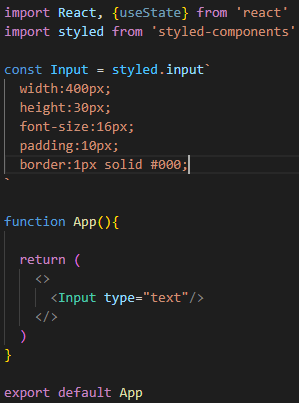 import React, {useState} from 'react'
import styled from 'styled-components'
const Input = styled.input`
width:400px;
height:30px;
font-size:16px;
padding:10px;
border:1px solid #000;
`
function App(){
return (
<>
<Input type="text"/>
</>
)
}
export default App